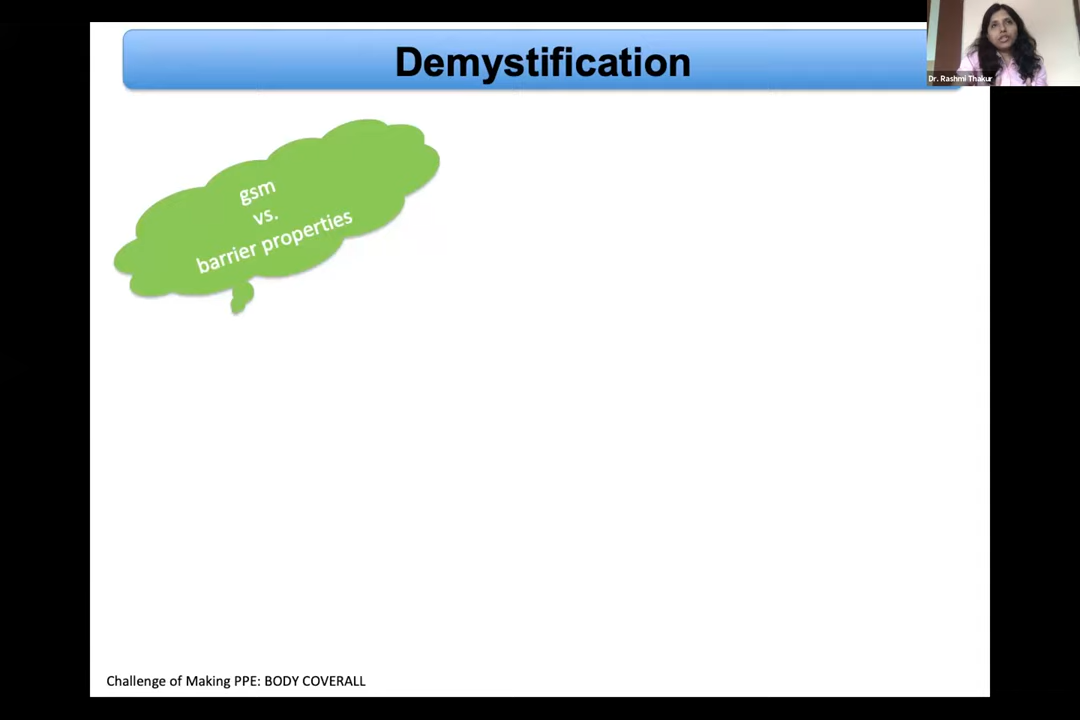 Demystification
Dr. Rashmi Thakur
gsm
vs.
barrier properties
Challenge of Making PPE: BODY COVERALL